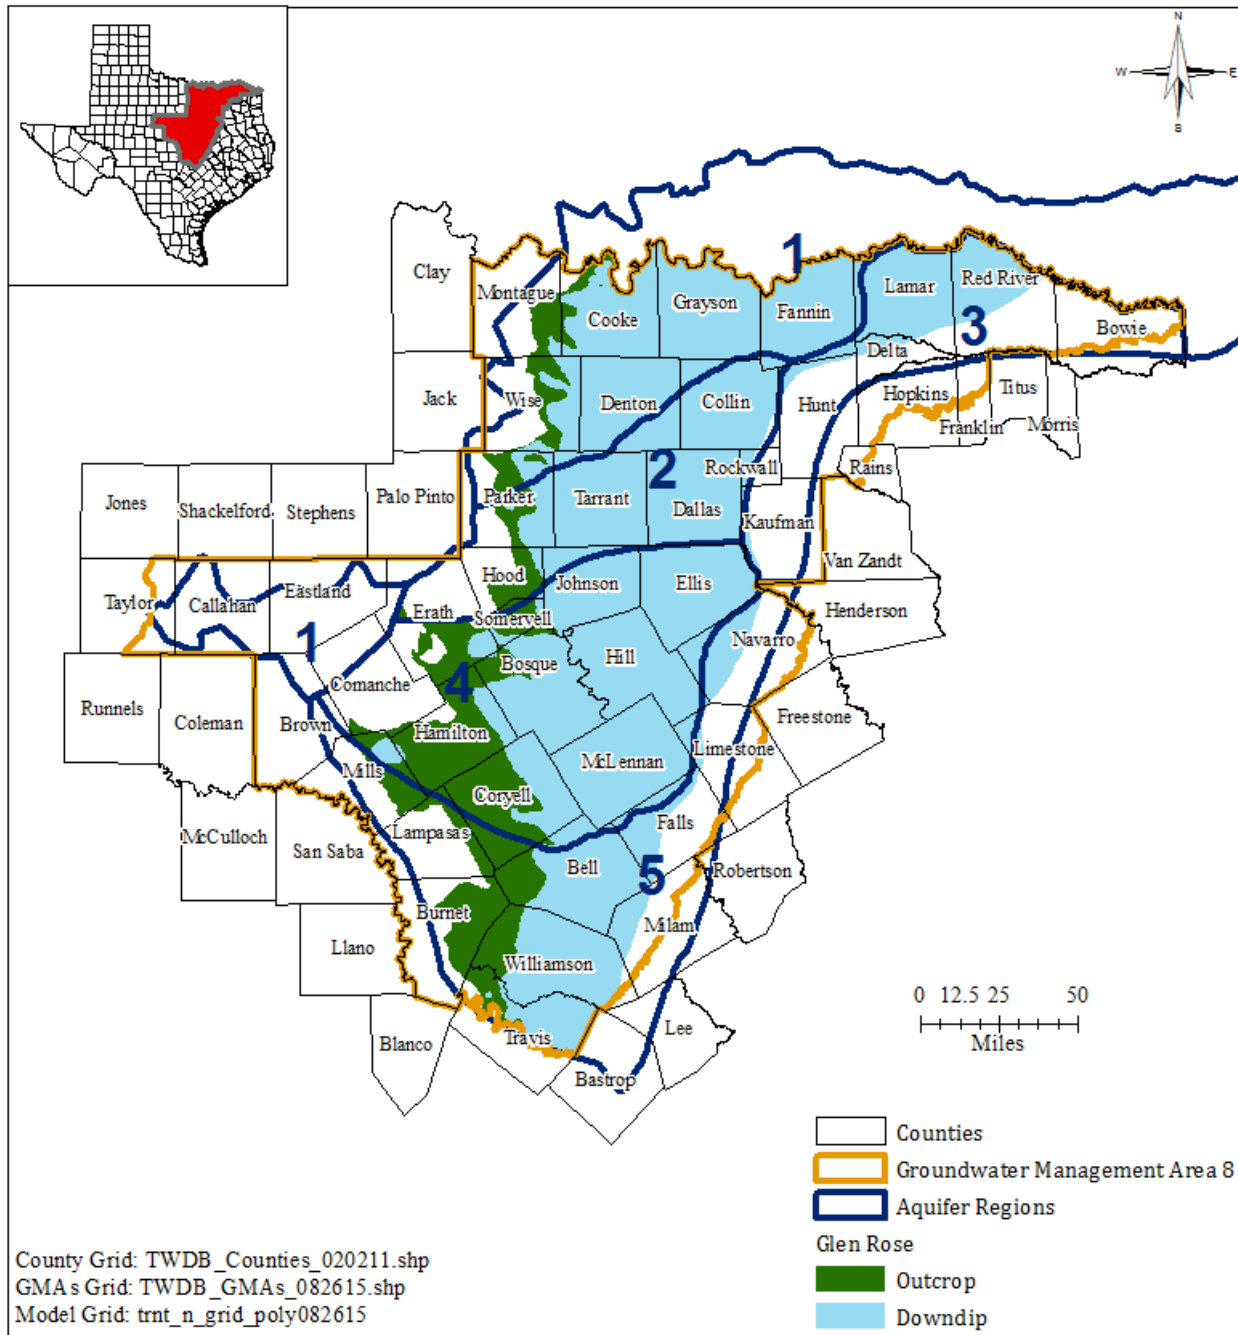 N
W E
S
1
Clay
Montague
Cooke
Grayson
Fannin
Lamar
Red River
3
Bowie
Delta
Jack
Wise
Denton
Collin
Hunt
Hopkins
Titus
Franklin
Morris
2
Rockwall
Rains
Jones
Shackelford
Stephens
Palo Pinto
Parker
Tarrant
Dallas
Kaufman
Van Zandt
Taylor
Callahan
Eastland
Erath
Hood
Johnson
Ellis
Somervell
Henderson
1
Navarro
Comanche
4
Bosque
Hill
Runnels
Coleman
Brown
Hamilton
Freestone
Mills
McLennan
Limestone
Coryell
McCulloch
San Saba
Lampasas
Falls
Bell
5
Robertson
Burnet
Milam
Llano
Williamson
Blanco
Travis
Lee
Bastrop
0 12.5 25 50
Miles
Counties
Groundwater Management Area 8
Aquifer Regions
Glen Rose
Outcrop
Downdip
County Grid: TWDB_Counties_020211.shp
GMAs Grid: TWDB_GMAs_082615.shp
Model Grid: trnt_n_grid_poly082615